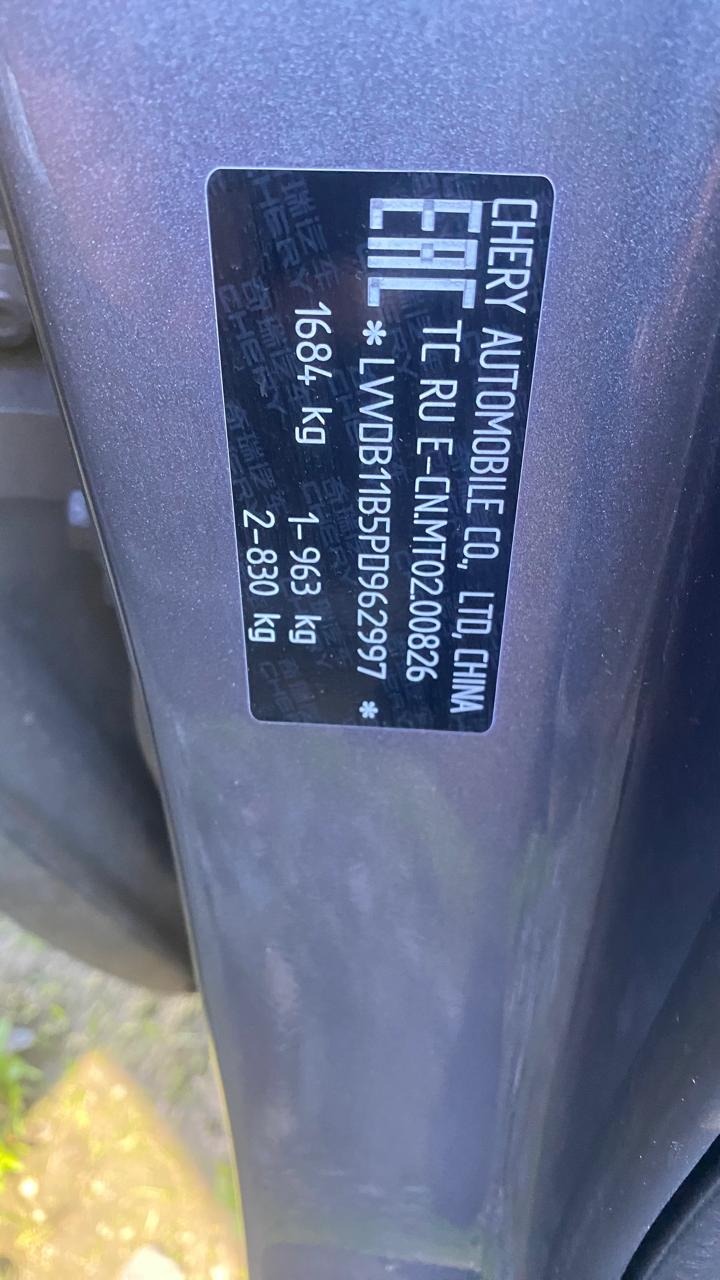 CHERY AUTOMOBILE CO., LTD, CHINA
EAC TC RU E-CN.MT02.00826
* LVVDB11B5PD962997 *
1684 kg 1-963 kg
2-830 kg